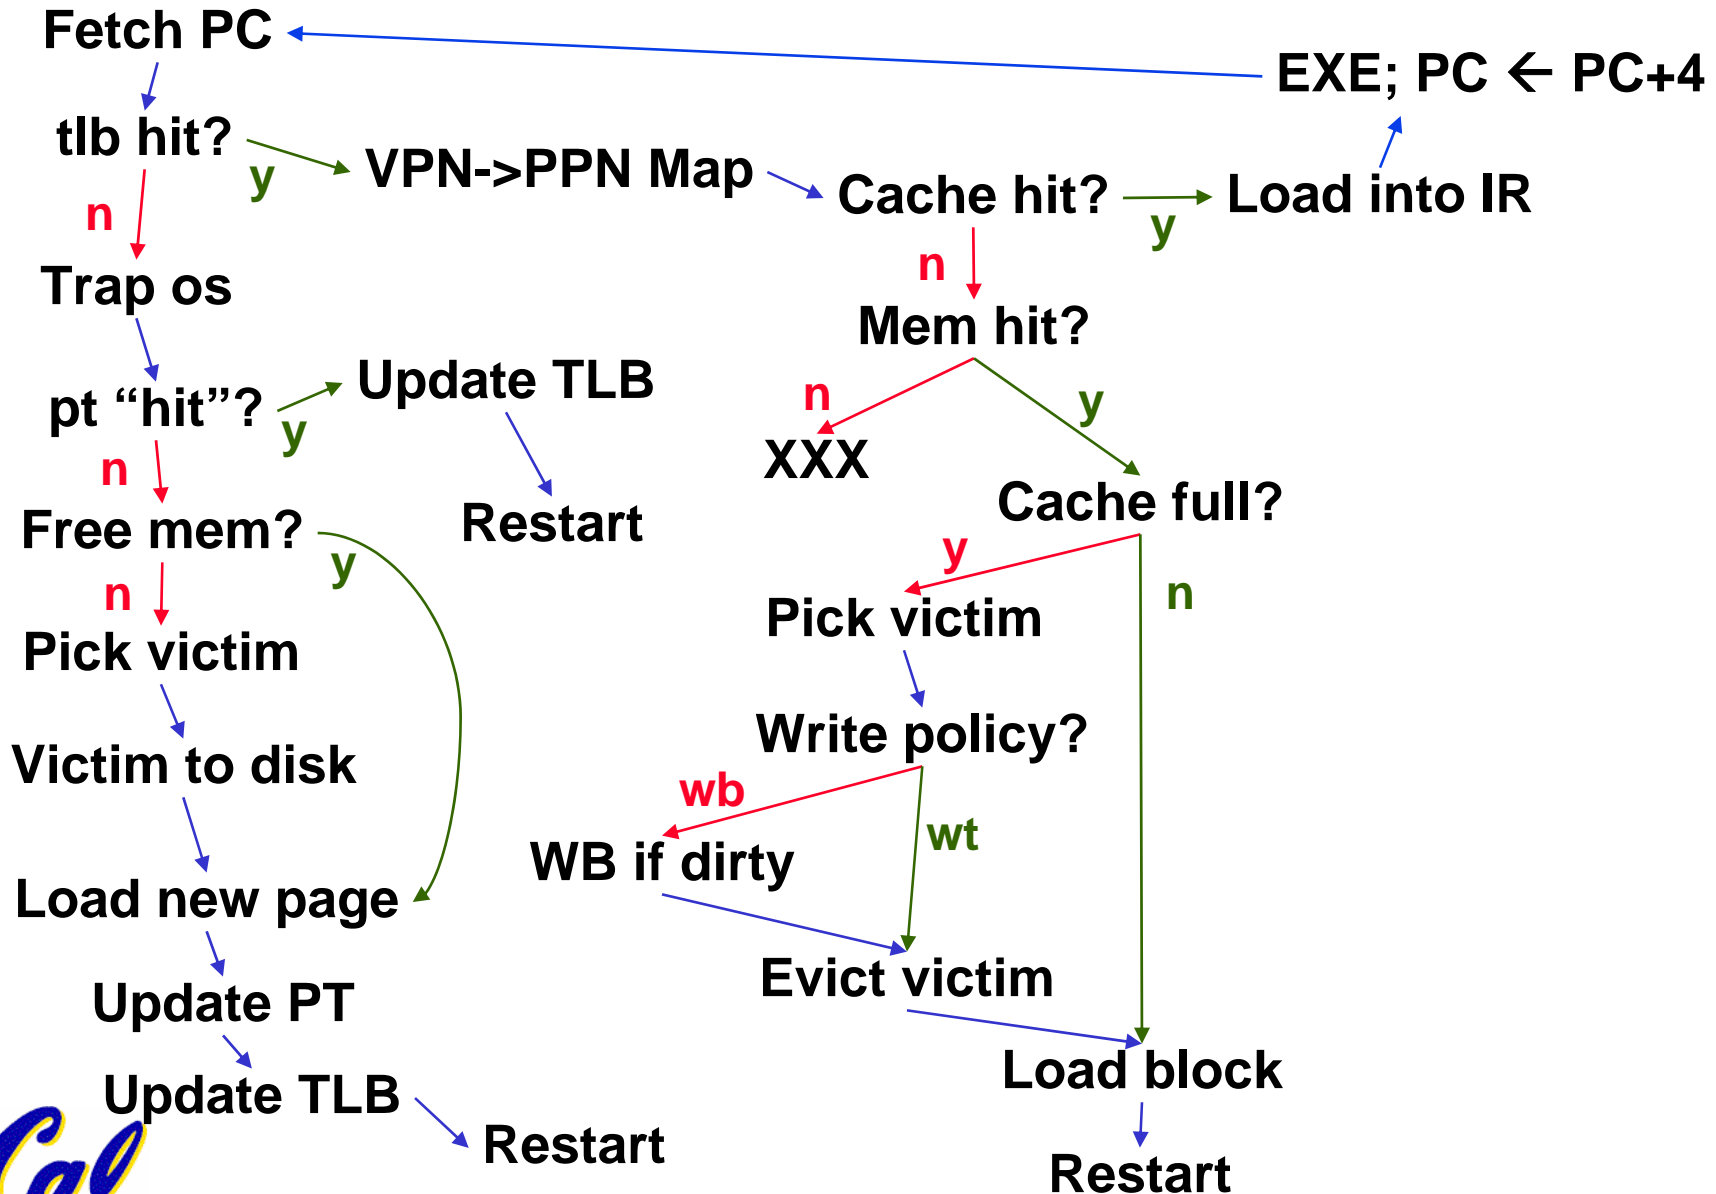 Fetch PC
EXE; PC ← PC+4
tlb hit?
y
VPN->PPN Map
Cache hit?
y
Load into IR
n
Trap os
n
Mem hit?
pt “hit”?
y
Update TLB
n
XXX
y
n
Restart
Cache full?
Free mem?
y
n
y
n
Pick victim
Pick victim
Write policy?
Victim to disk
wb
wt
WB if dirty
Load new page
Evict victim
Update PT
Load block
Update TLB
Restart
Restart
Cal